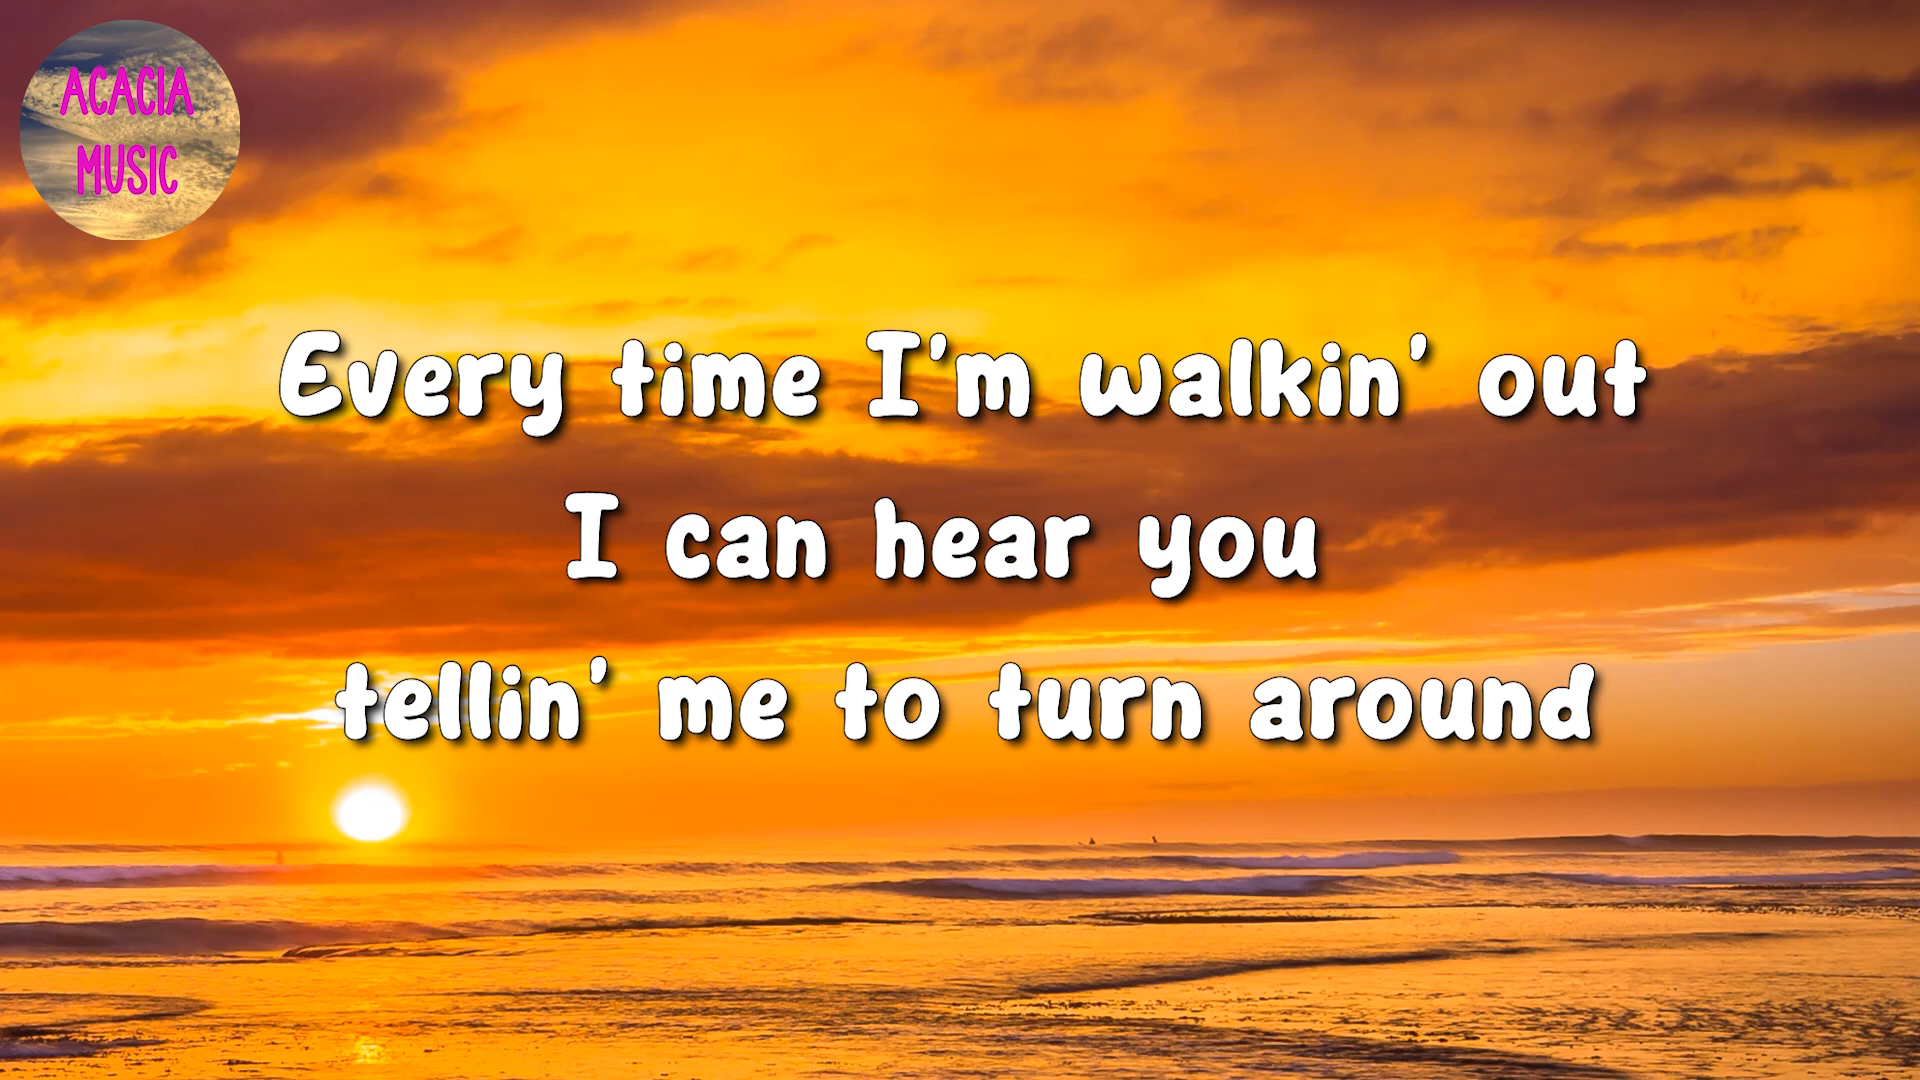 ACACIA
MUSIC
Every time I'm walkin' out
I can hear you
tellin' me to turn around